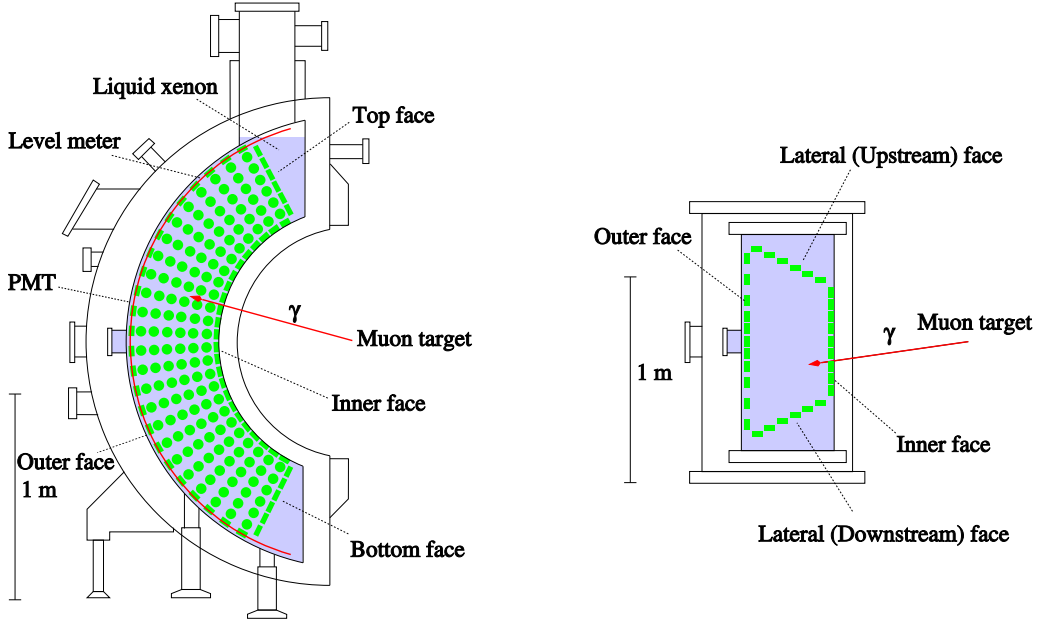 Liquid xenon
Top face
Level meter
PMT
γ
Muon target
Inner face
Outer face
1 m
Bottom face
Lateral (Upstream) face
Outer face
γ
Muon target
1 m
Inner face
Lateral (Downstream) face